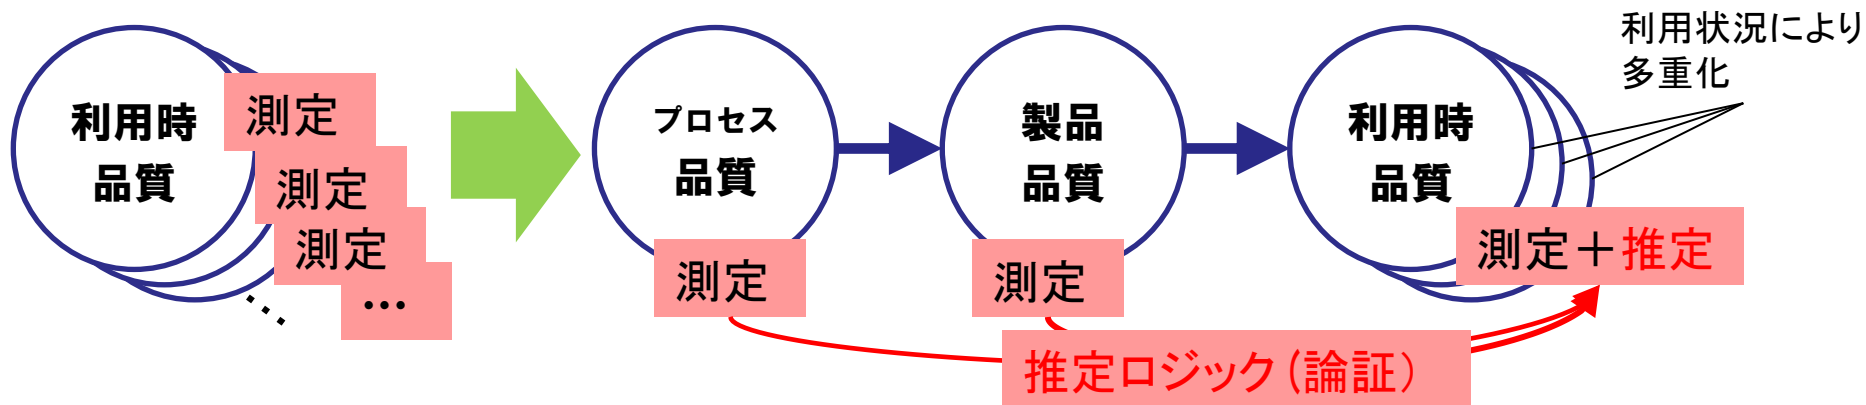 利用時
品質
測定
測定
測定
…
プロセス
品質
測定
製品
品質
測定
利用時
品質
測定＋推定
利用状況により
多重化
推定ロジック（論証）